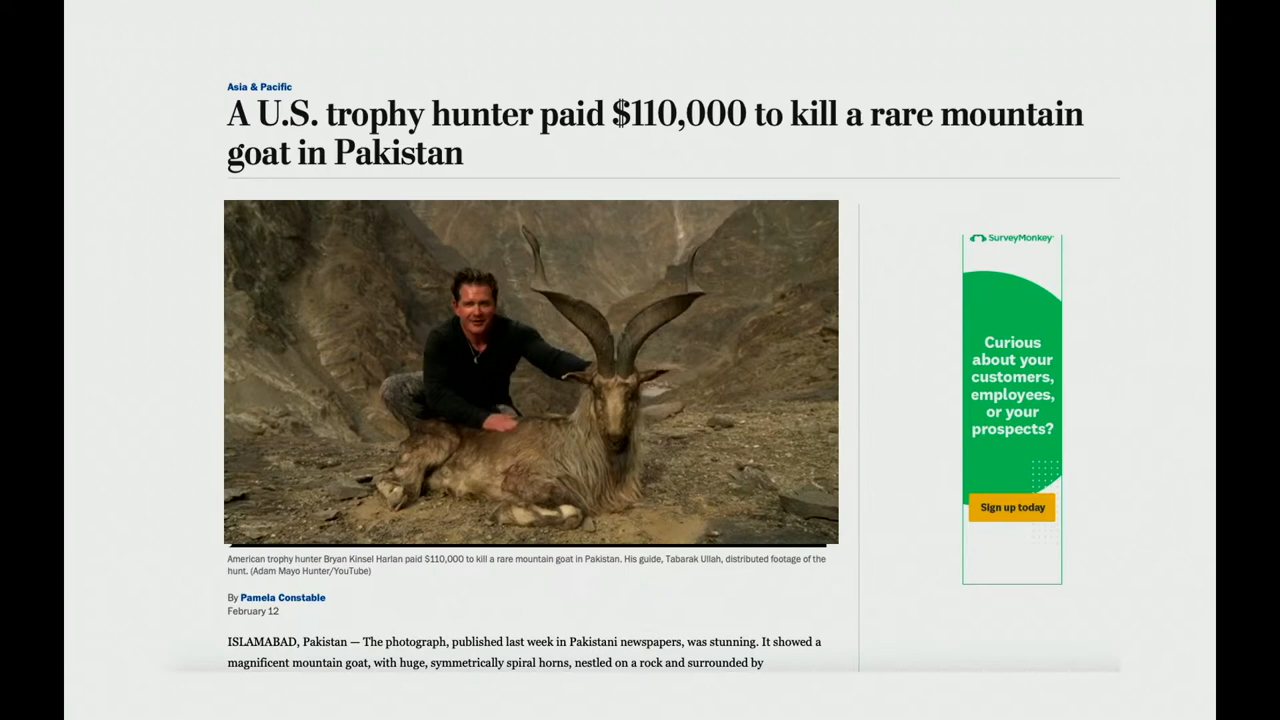 Asia & Pacific
A U.S. trophy hunter paid $110,000 to kill a rare mountain
goat in Pakistan
American trophy hunter Bryan Kinsel Harlan paid $110,000 to kill a rare mountain goat in Pakistan. His guide, Tabarak Ullah, distributed footage of the
hunt. (Adam Mayo Hunter/YouTube)
By Pamela Constable
February 12
ISLAMABAD, Pakistan — The photograph, published last week in Pakistani newspapers, was stunning. It showed a
magnificent mountain goat, with huge, symmetrically spiral horns, nestled on a rock and surrounded by
SurveyMonkey
Curious
about your
customers,
employees,
or your
prospects?
Sign up today